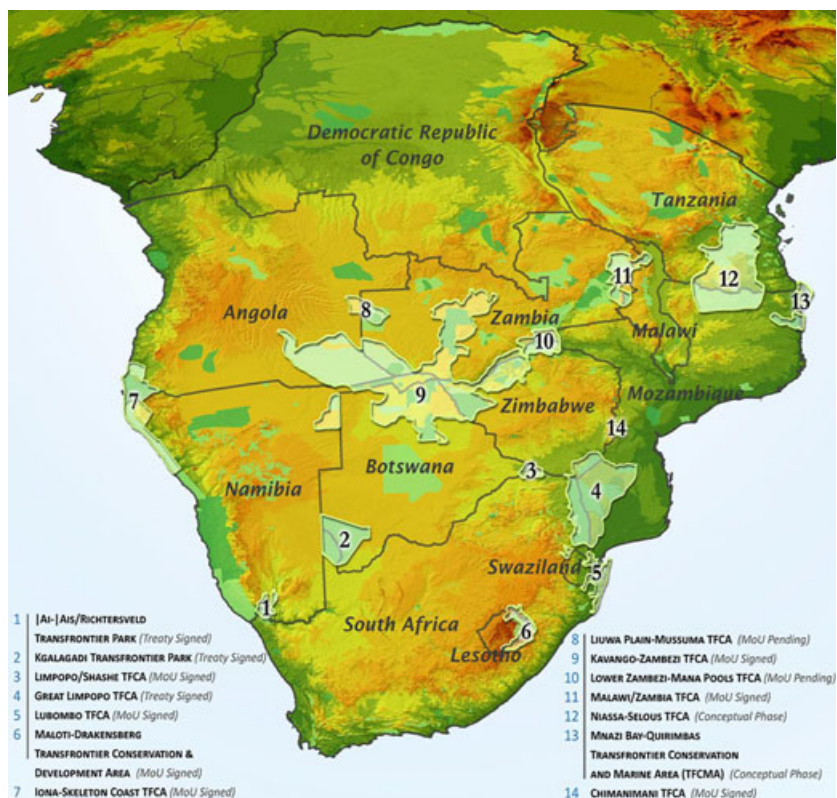 Democratic Republic
of Congo
Tanzania
Angola
Zambia
Malawi
Mozambique
Zimbabwe
Botswana
Namibia
Swaziland
South Africa
Lesotho
11
12
13
8
10
7
9
14
3
4
2
5
1
6
1 |AI-|AIS/RICHTERSVELD
TRANSFRONTIER PARK (Treaty Signed)
2 KGALAGADI TRANSFRONTIER PARK (Treaty Signed)
3 LIMPOPO/SHASHE TFCA (MoU Signed)
4 GREAT LIMPOPO TFCA (Treaty Signed)
5 LUBOMBO TFCA (MoU Signed)
6 MALOTI-DRAKENSBERG
TRANSFRONTIER CONSERVATION &
DEVELOPMENT AREA (MoU Signed)
7 IONA-SKELETON COAST TFCA (MoU Signed)
8 LIUWA PLAIN-MUSSUMA TFCA (MoU Pending)
9 KAVANGO-ZAMBEZI TFCA (MoU Signed)
10 LOWER ZAMBEZI-MANA POOLS TFCA (MoU Pending)
11 MALAWI/ZAMBIA TFCA (MoU Signed)
12 NIASSA-SELOUS TFCA (Conceptual Phase)
13 MNAZI BAY-QUIRIMBAS
TRANSFRONTIER CONSERVATION
AND MARINE AREA (TFCMA) (Conceptual Phase)
14 CHIMANIMANI TFCA (MoU Signed)